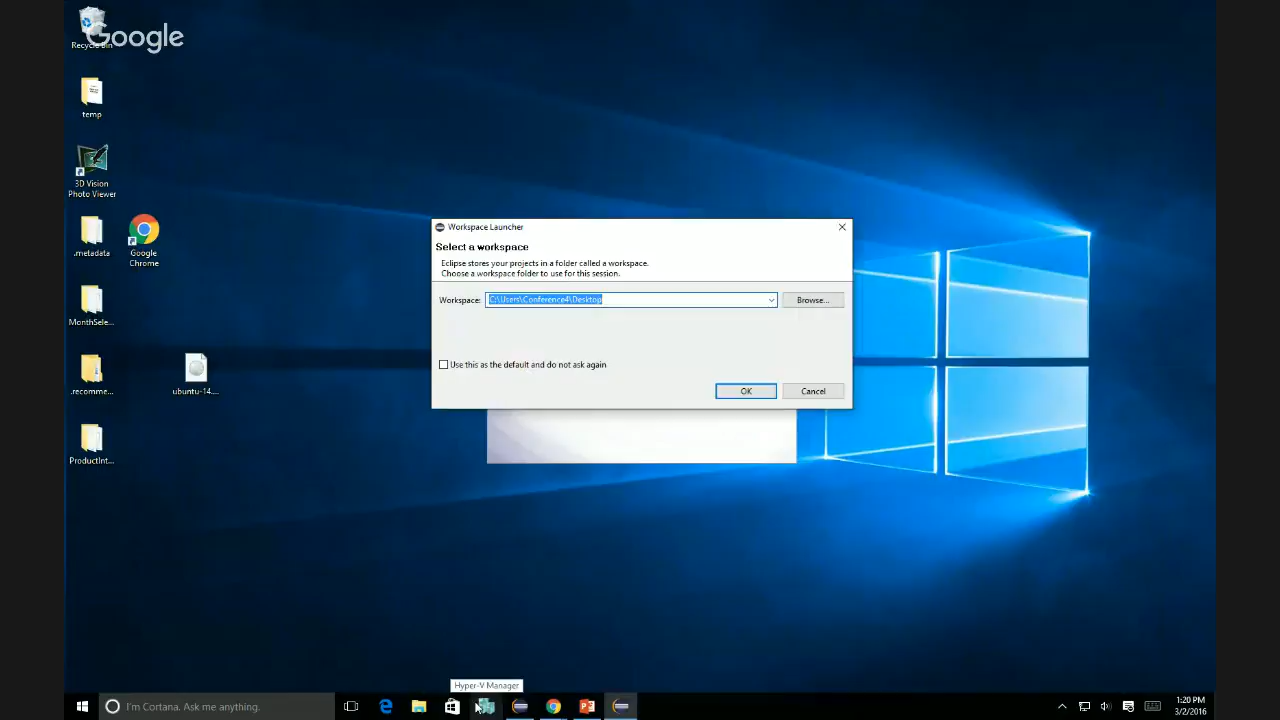 Google
Recycle Bin
temp
3D Vision
Photo Viewer
.metadata
Google
Chrome
MonthSele...
.recomme...
ubuntu-14....
ProductInt...
Workspace Launcher
Select a workspace
Eclipse stores your projects in a folder called a workspace.
Choose a workspace folder to use for this session.
Workspace:
C:\Users\Conference4\Desktop
Browse...
Use this as the default and do not ask again
OK
Cancel
Hyper-V Manager
I'm Cortana. Ask me anything.
1:20 PM
3/2/2016